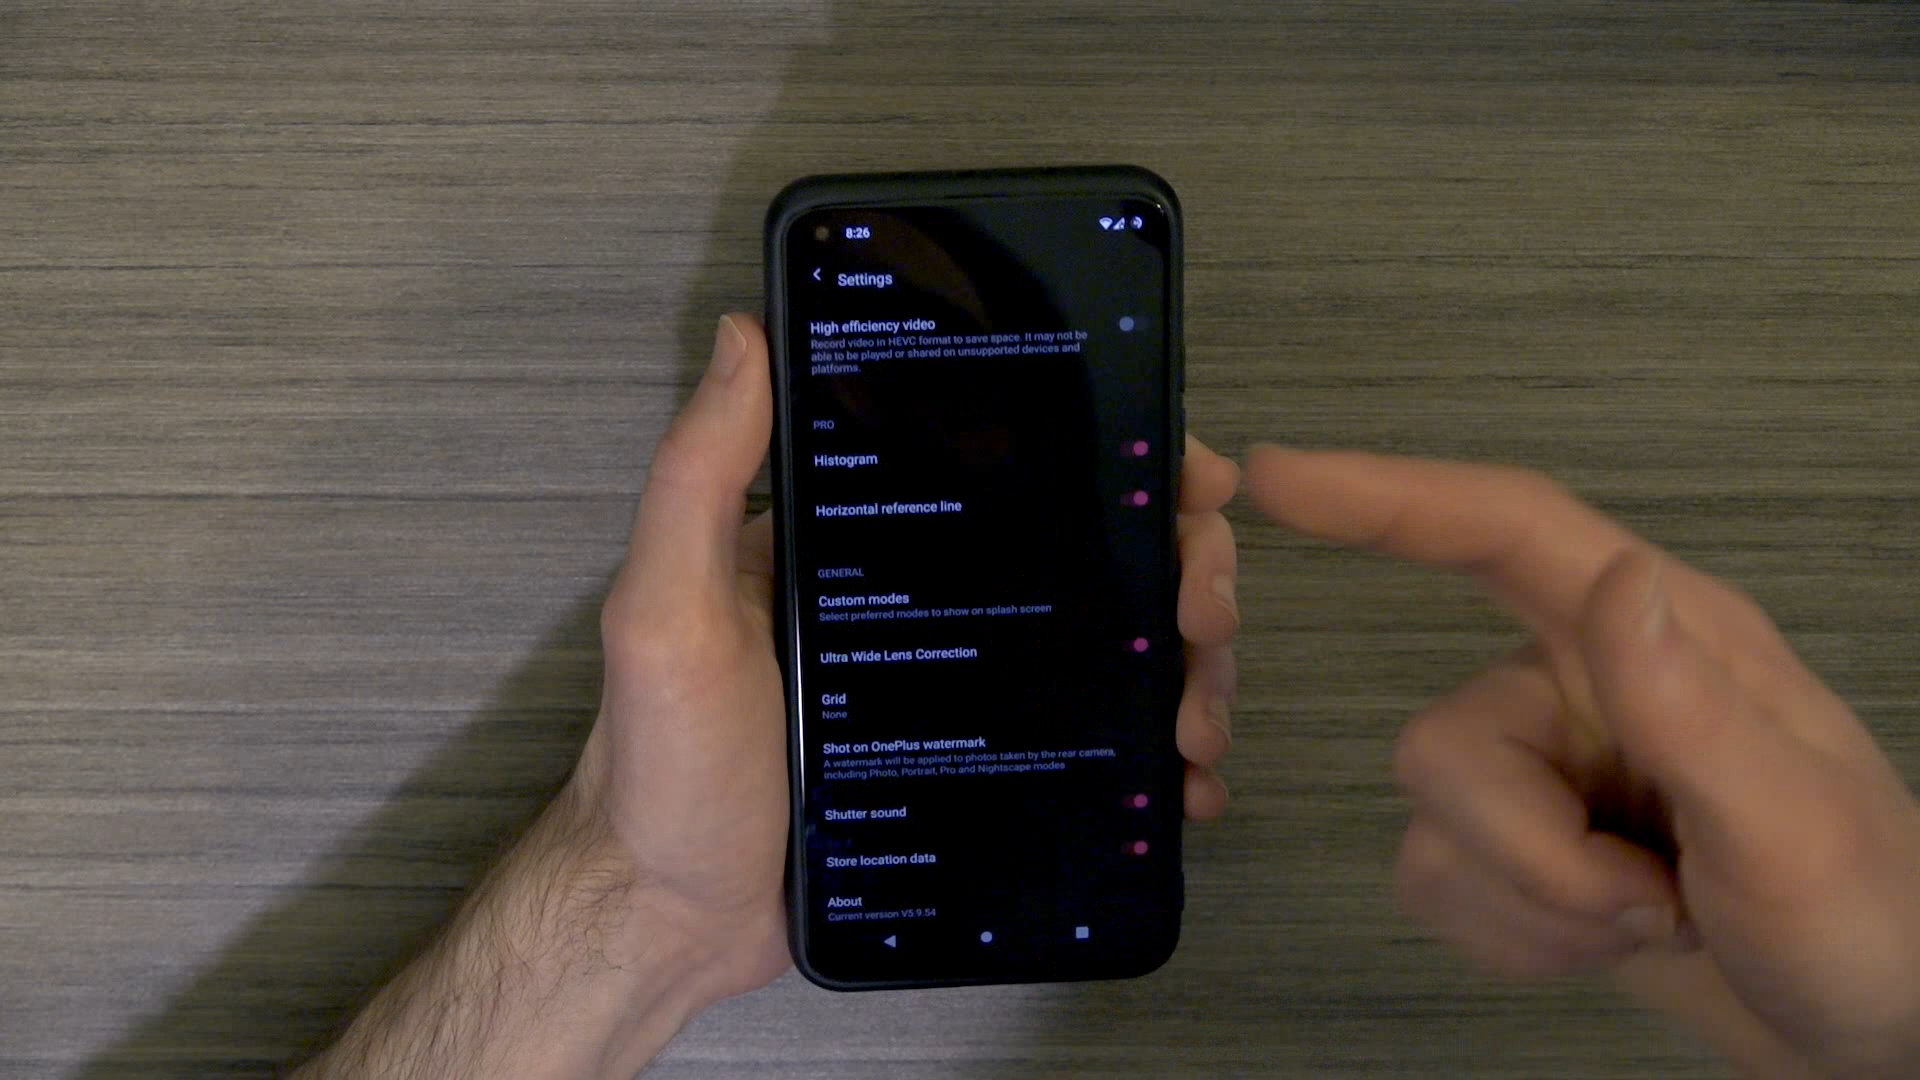 8:26
Settings
High efficiency video
Record video in HEVC format to save space. It may not be
able to be played or shared on unsupported devices and
platforms.
PRO
Histogram
Horizontal reference line
GENERAL
Custom modes
Select preferred modes to show on splash screen
Ultra Wide Lens Correction
Grid
None
Shot on OnePlus watermark
A watermark will be applied to photos taken by the rear camera,
including Photo, Portrait, Pro and Nightscape modes
Shutter sound
Store location data
About
Current version V5.9.54